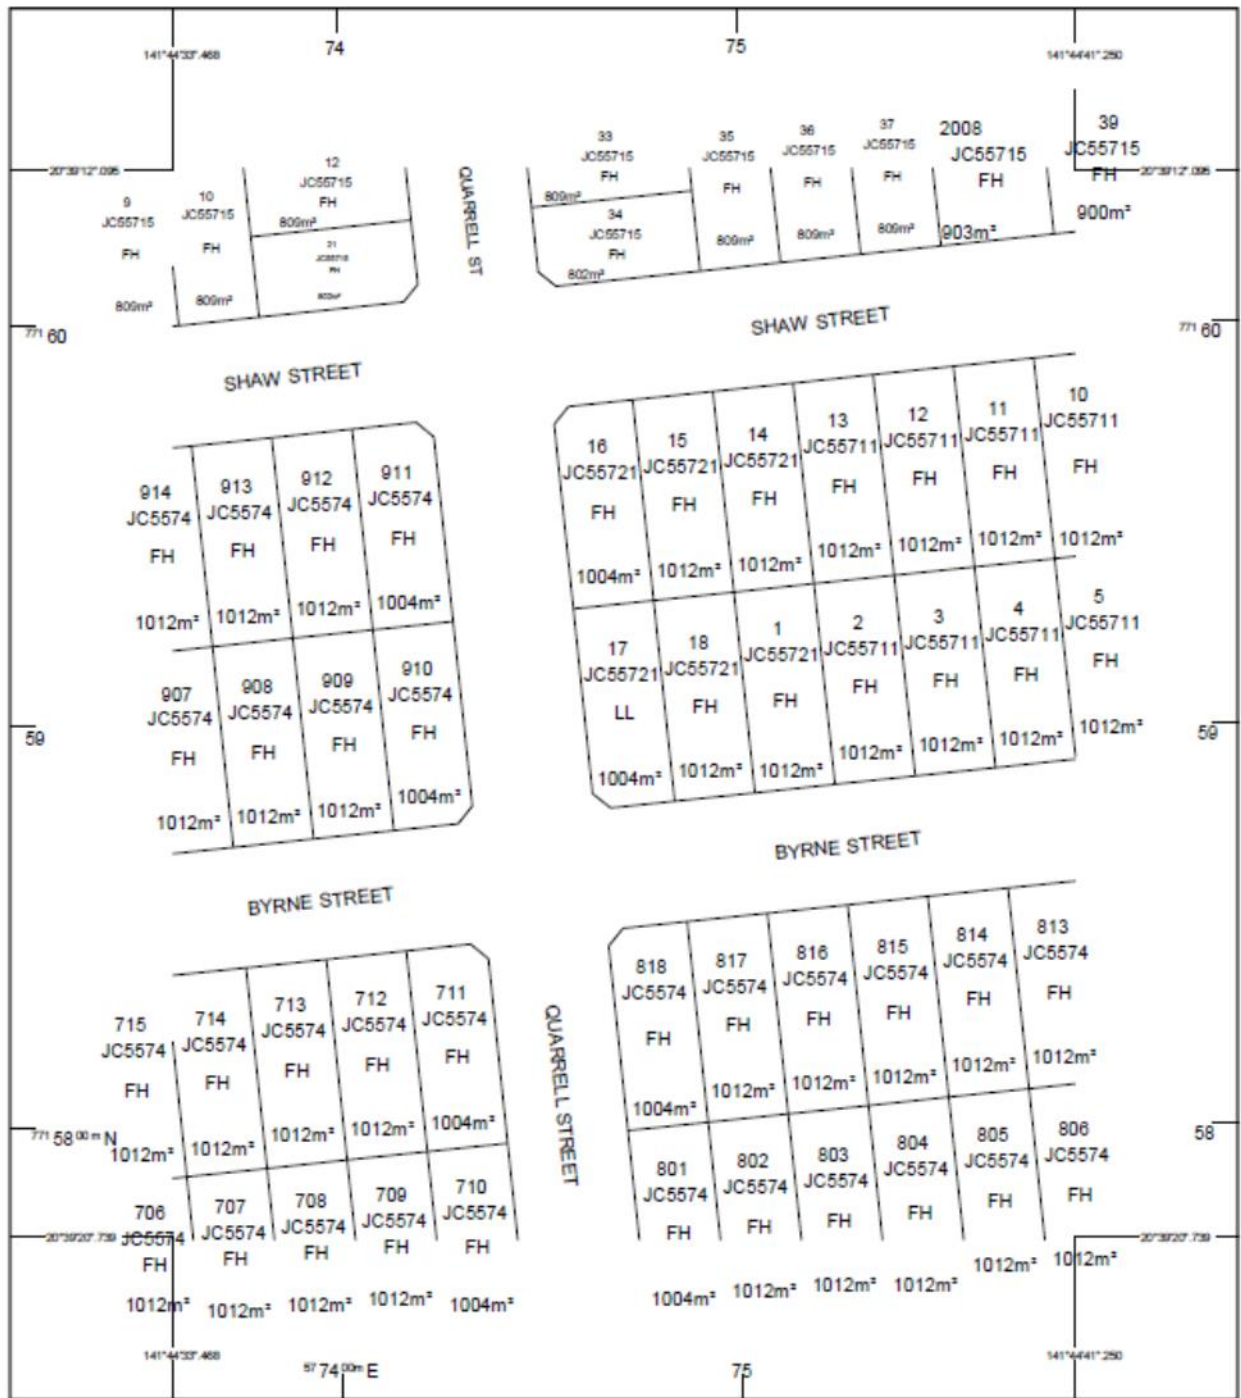 74
75
141°44'33".468
141°44'41".250
20°39'12".095
20°39'12".095
9
JC55715
FH
809m²
10
JC55715
FH
809m²
12
JC55715
FH
809m²
21
FH
QUARRELL ST
33
JC55715
FH
809m²
34
JC55715
FH
802m²
35
JC55715
FH
809m²
36
JC55715
FH
809m²
37
JC55715
FH
809m²
2008
JC55715
FH
903m²
39
JC55715
FH
900m²
771 60
771 60
SHAW STREET
SHAW STREET
914
JC5574
FH
1012m²
913
JC5574
FH
1012m²
912
JC5574
FH
1012m²
911
JC5574
FH
1004m²
16
JC55721
FH
1004m²
15
JC55721
FH
1012m²
14
JC55721
FH
1012m²
13
JC55711
FH
1012m²
12
JC55711
FH
1012m²
11
JC55711
FH
1012m²
10
JC55711
FH
1012m²
907
JC5574
FH
1012m²
908
JC5574
FH
1012m²
909
JC5574
FH
1012m²
910
JC5574
FH
1004m²
17
JC55721
LL
1004m²
18
JC55721
FH
1012m²
1
JC55721
FH
1012m²
2
JC55711
FH
1012m²
3
JC55711
FH
1012m²
4
JC55711
FH
1012m²
5
JC55711
FH
1012m²
59
59
BYRNE STREET
BYRNE STREET
715
JC5574
FH
1012m²
714
JC5574
FH
1012m²
713
JC5574
FH
1012m²
712
JC5574
FH
1012m²
711
JC5574
FH
1004m²
QUARRELL STREET
818
JC5574
FH
1004m²
817
JC5574
FH
1012m²
816
JC5574
FH
1012m²
815
JC5574
FH
1012m²
814
JC5574
FH
1012m²
813
JC5574
FH
1012m²
771 58 00 m N
58
706
JC5574
FH
1012m²
707
JC5574
FH
1012m²
708
JC5574
FH
1012m²
709
JC5574
FH
1012m²
710
JC5574
FH
1004m²
801
JC5574
FH
1004m²
802
JC5574
FH
1012m²
803
JC5574
FH
1012m²
804
JC5574
FH
1012m²
805
JC5574
FH
1012m²
806
JC5574
FH
1012m²
20°39'20".739
20°39'20".739
141°44'33".468
141°44'41".250
57 74 00m E
75